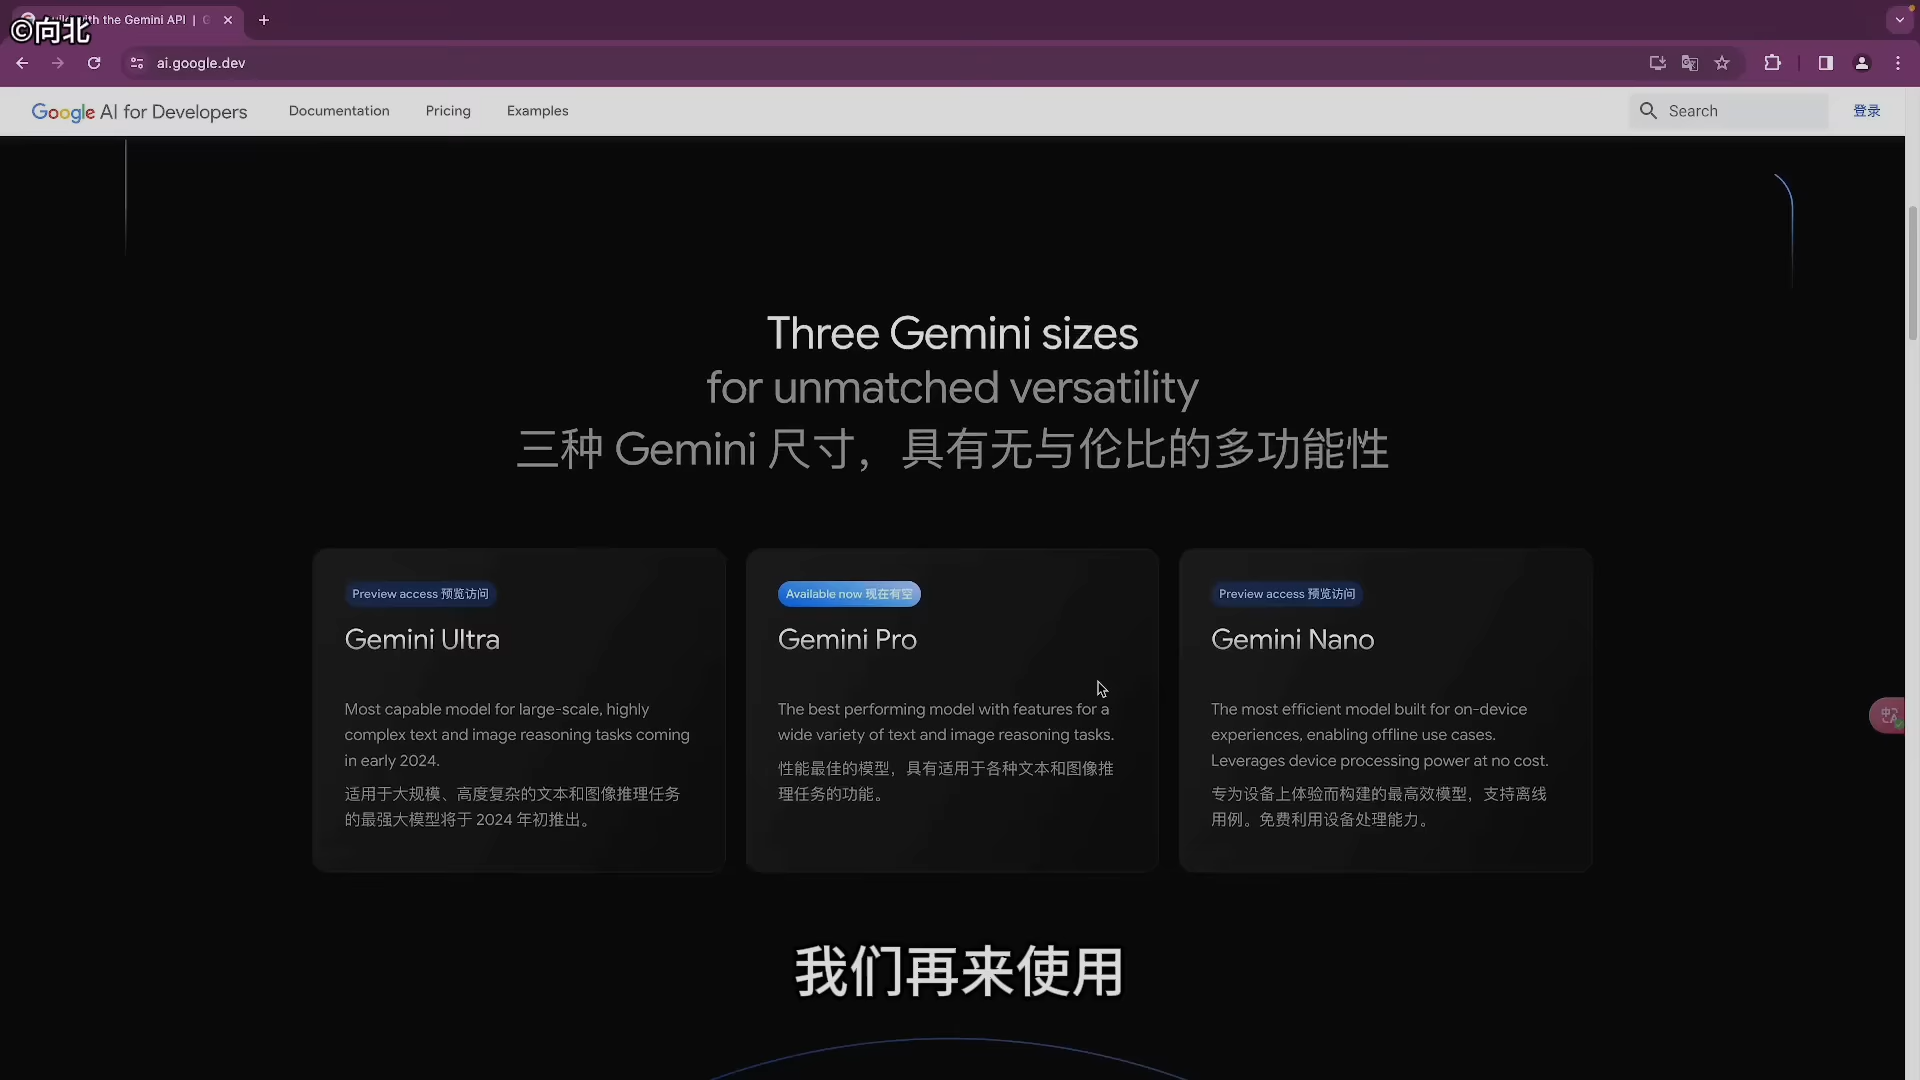 ©向北
with the Gemini API | G
ai.google.dev
Google AI for Developers
Documentation
Pricing
Examples
Search
登录
Three Gemini sizes
for unmatched versatility
三种 Gemini 尺寸，具有无与伦比的多功能性
Preview access 预览访问
Gemini Ultra
Most capable model for large-scale, highly
complex text and image reasoning tasks coming
in early 2024.
适用于大规模、高度复杂的文本和图像推理任务
的最强大模型将于 2024 年初推出。
Available now 现在有空
Gemini Pro
The best performing model with features for a
wide variety of text and image reasoning tasks.
性能最佳的模型，具有适用于各种文本和图像推
理任务的功能。
Preview access 预览访问
Gemini Nano
The most efficient model built for on-device
experiences, enabling offline use cases.
Leverages device processing power at no cost.
专为设备上体验而构建的最高效模型，支持离线
用例。免费利用设备处理能力。
我们再来使用